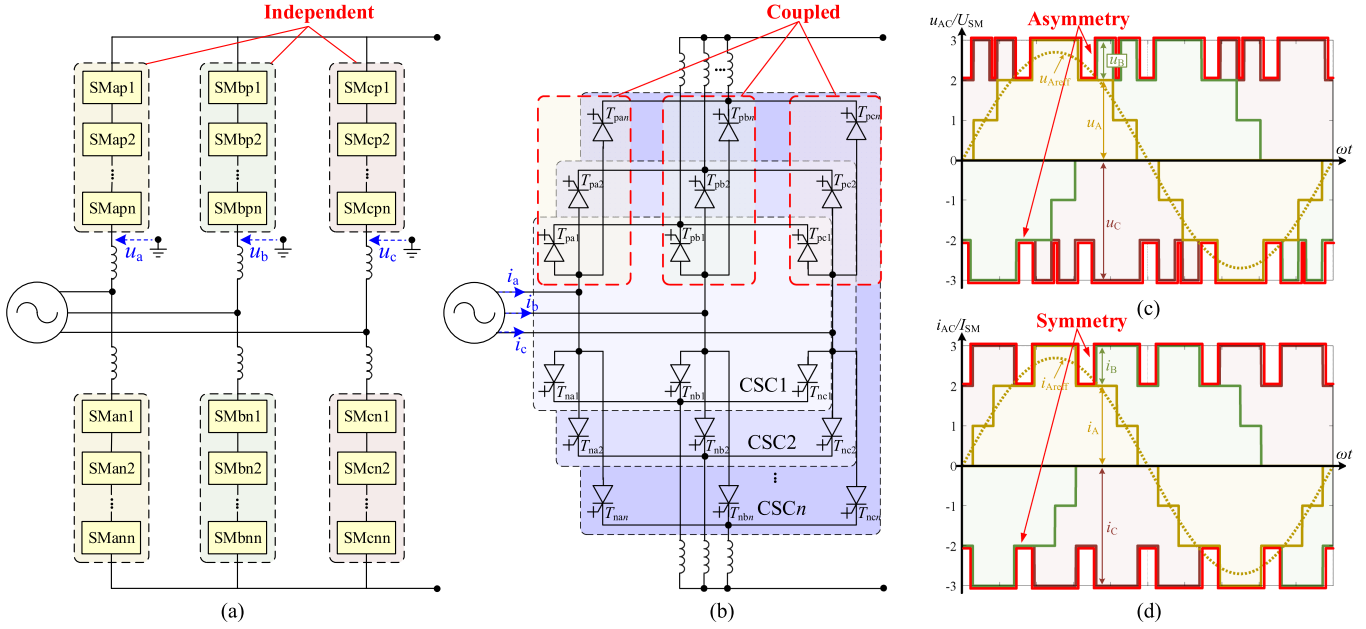 Independent
SMap1
SMbp1
SMcp1
SMap2
SMbp2
SMcp2
SMapn
SMbpn
SMcpn
ua
ub
uc
SMan1
SMbn1
SMcn1
SMan2
SMbn2
SMcn2
SMann
SMbnn
SMcnn
(a)
Coupled
Tpan
Tpbn
Tpcn
Tpa2
Tpb2
Tpc2
Tpa1
Tpb1
Tpc1
ia
ib
ic
Tna1
Tnb1
Tnc1
CSC1
Tna2
Tnb2
Tnc2
CSC2
Tnan
Tnbn
Tncn
CSCn
(b)
uAC/USM
Asymmetry
3
2
1
0
-1
-2
-3
uAreff
uB
uA
uC
ωt
(c)
iAC/ISM
Symmetry
3
2
1
0
-1
-2
-3
iAreff
iB
iA
iC
ωt
(d)